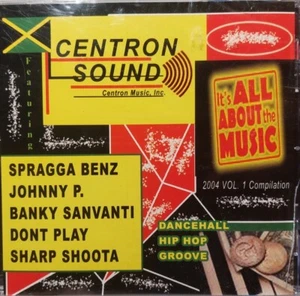 CENTRON
SOUND
Centron Music, Inc.
Featuring
It's ALL
ABOUT the
MUSIC
2004 VOL. 1 Compilation
SPRAGGA BENZ
JOHNNY P.
BANKY SANVANTI
DONT PLAY
SHARP SHOOTA
DANCEHALL
HIP HOP
GROOVE